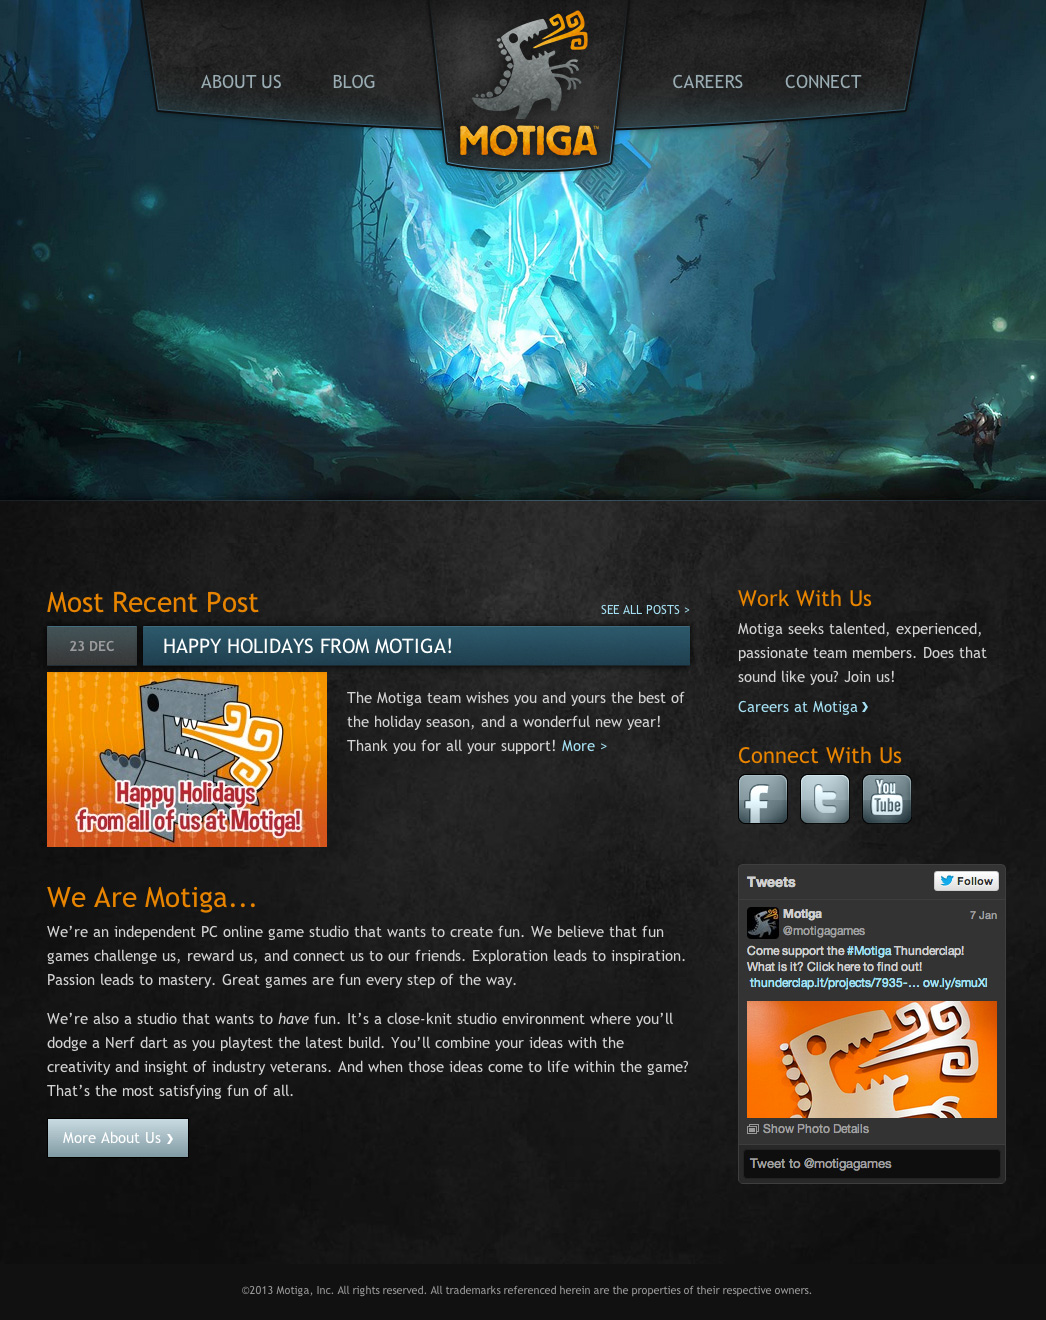 ABOUT US
BLOG
MOTIGA™
CAREERS
CONNECT
Most Recent Post
SEE ALL POSTS >
23 DEC
HAPPY HOLIDAYS FROM MOTIGA!
Happy Holidays
from all of us at Motiga!
The Motiga team wishes you and yours the best of
the holiday season, and a wonderful new year!
Thank you for all your support! More >
We Are Motiga...
We're an independent PC online game studio that wants to create fun. We believe that fun
games challenge us, reward us, and connect us to our friends. Exploration leads to inspiration.
Passion leads to mastery. Great games are fun every step of the way.
We're also a studio that wants to have fun. It's a close-knit studio environment where you'll
dodge a Nerf dart as you playtest the latest build. You'll combine your ideas with the
creativity and insight of industry veterans. And when those ideas come to life within the game?
That's the most satisfying fun of all.
More About Us ❯
Work With Us
Motiga seeks talented, experienced,
passionate team members. Does that
sound like you? Join us!
Careers at Motiga ❯
Connect With Us
f
t
You
Tube
Tweets
Follow
Motiga
7 Jan
@motigagames
Come support the #Motiga Thunderclap!
What is it? Click here to find out!
thunderclap.it/projects/7935-… ow.ly/smuXl
Show Photo Details
Tweet to @motigagames
©2013 Motiga, Inc. All rights reserved. All trademarks referenced herein are the properties of their respective owners.